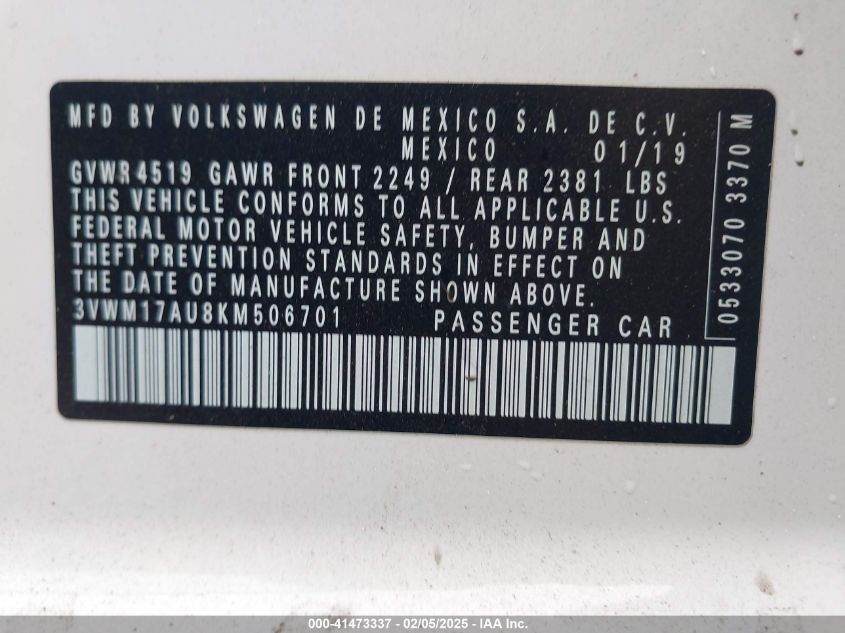 MFD BY VOLKSWAGEN DE MEXICO S.A. DE C.V.
MEXICO 01/19
GVWR 4519 GAWR FRONT 2249 / REAR 2381 LBS
THIS VEHICLE CONFORMS TO ALL APPLICABLE U.S.
FEDERAL MOTOR VEHICLE SAFETY, BUMPER AND
THEFT PREVENTION STANDARDS IN EFFECT ON
THE DATE OF MANUFACTURE SHOWN ABOVE.
3VWM17AU8KM506701 PASSENGER CAR
0533070 3370 M
000-41473337 - 02/05/2025 - IAA Inc.